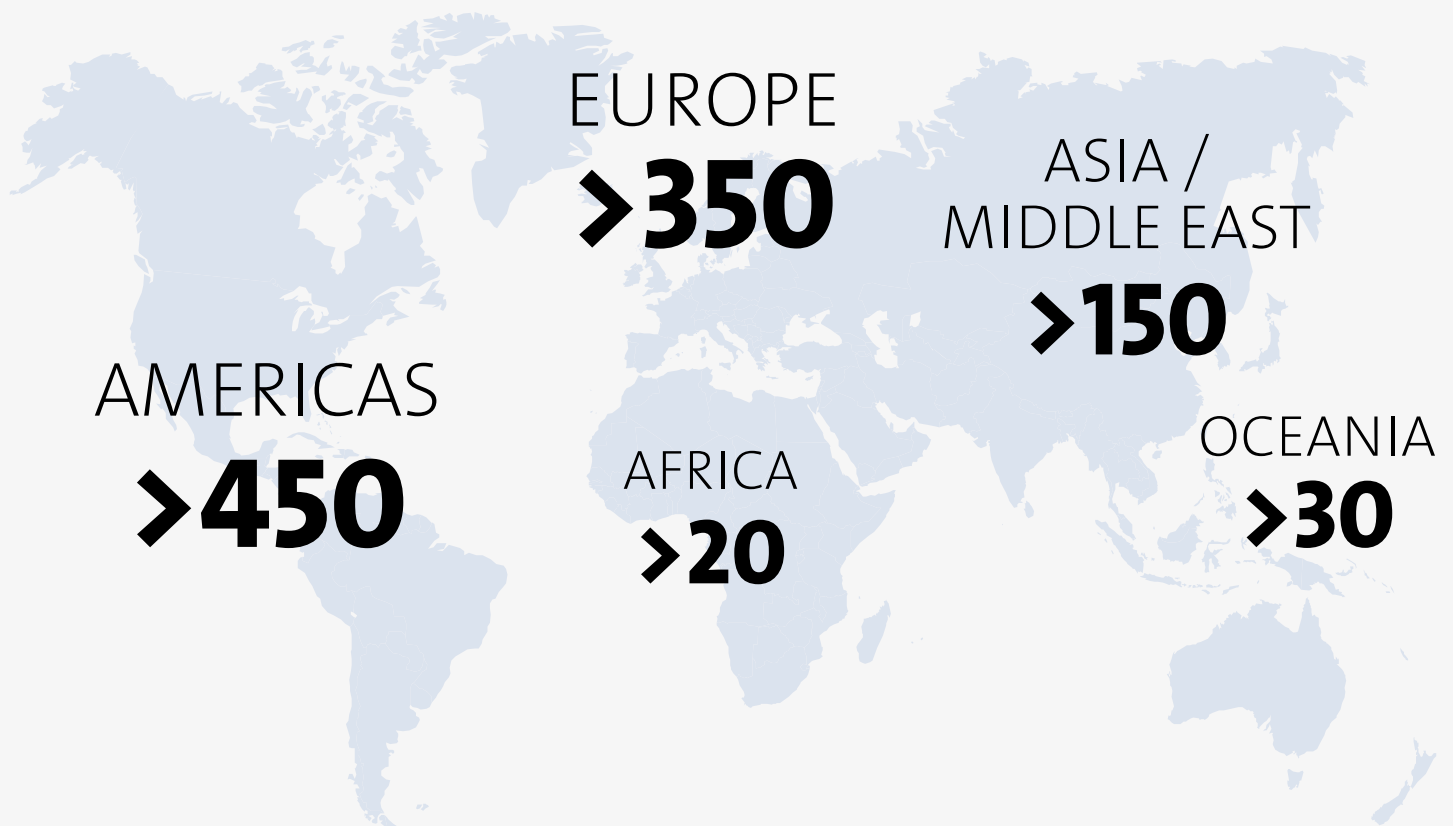 EUROPE
>350
ASIA /
MIDDLE EAST
>150
AMERICAS
>450
AFRICA
>20
OCEANIA
>30